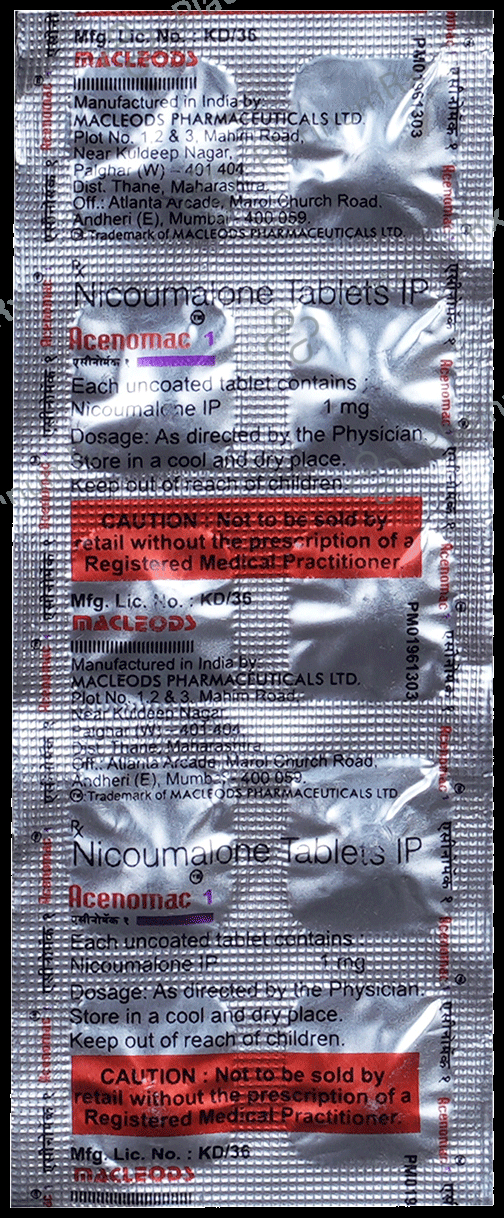 Mfg. Lic. No. : KD/36
MACLEODS
Manufactured in India by:
MACLEODS PHARMACEUTICALS LTD.
Plot No. 1,2 & 3, Mahim Road,
Near Kuldeep Nagar,
Palghar (W) - 401 404.
Dist. Thane, Maharashtra.
Off.: Atlanta Arcade, Marol Church Road,
Andheri (E), Mumbai - 400 059.
TM Trademark of MACLEODS PHARMACEUTICALS LTD.
PM01961303
Rx
Nicoumalone Tablets IP
Acenomac TM 1
एसीनोमॅक १
Each uncoated tablet contains :
Nicoumalone IP 1 mg
Dosage: As directed by the Physician.
Store in a cool and dry place.
Keep out of reach of children.
CAUTION : Not to be sold by
retail without the prescription of a
Registered Medical Practitioner.
Mfg. Lic. No. : KD/36
MACLEODS
Manufactured in India by:
MACLEODS PHARMACEUTICALS LTD.
Plot No. 1,2 & 3, Mahim Road,
Near Kuldeep Nagar
Palghar (W) - 401 404.
Dist. Thane, Maharashtra
Off.: Atlanta Arcade, Marol Church Road,
Andheri (E), Mumbai - 400 059.
TM Trademark of MACLEODS PHARMACEUTICALS LTD
PM01961303
Rx
Nicoumalone Tablets IP
Acenomac TM 1
एसीनोमॅक १
Each uncoated tablet contains :
Nicoumalone IP 1 mg
Dosage: As directed by the Physician.
Store in a cool and dry place.
Keep out of reach of children.
CAUTION : Not to be sold by
retail without the prescription of a
Registered Medical Practitioner.
Mfg. Lic. No. : KD/36
MACLEODS